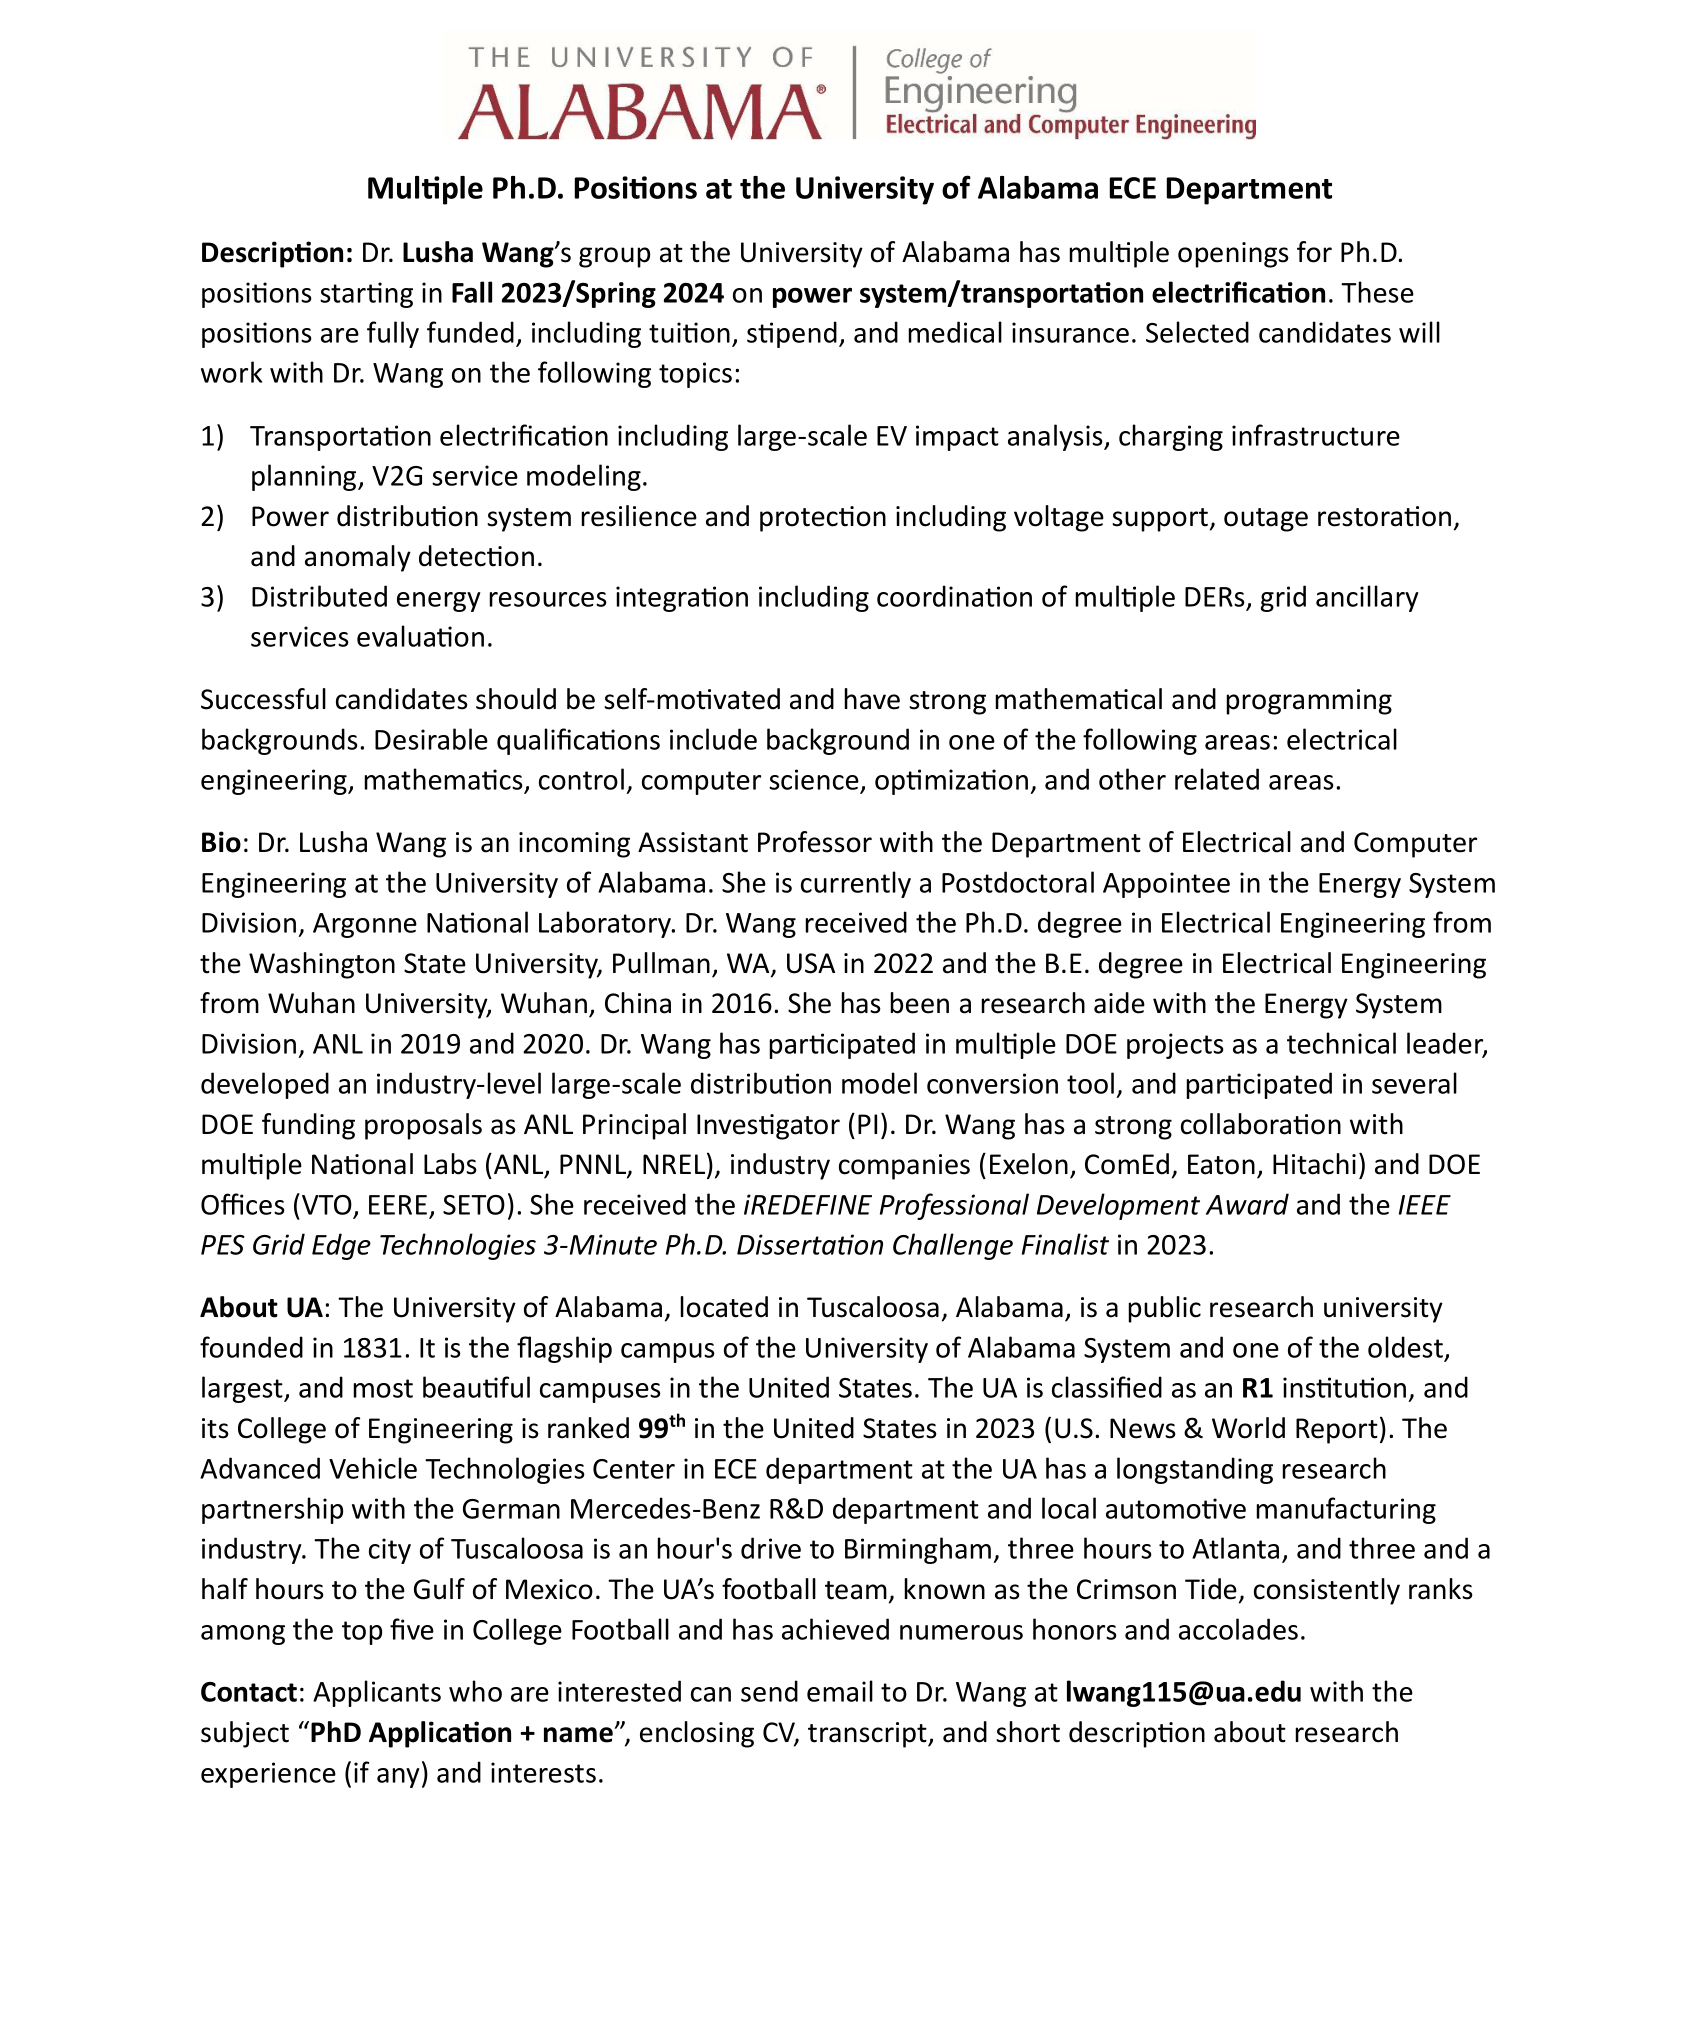 THE UNIVERSITY OF
ALABAMA®
College of
Engineering
Electrical and Computer Engineering
Multiple Ph.D. Positions at the University of Alabama ECE Department
Description: Dr. Lusha Wang’s group at the University of Alabama has multiple openings for Ph.D.
positions starting in Fall 2023/Spring 2024 on power system/transportation electrification. These
positions are fully funded, including tuition, stipend, and medical insurance. Selected candidates will
work with Dr. Wang on the following topics:
1) Transportation electrification including large-scale EV impact analysis, charging infrastructure
planning, V2G service modeling.
2) Power distribution system resilience and protection including voltage support, outage restoration,
and anomaly detection.
3) Distributed energy resources integration including coordination of multiple DERs, grid ancillary
services evaluation.
Successful candidates should be self-motivated and have strong mathematical and programming
backgrounds. Desirable qualifications include background in one of the following areas: electrical
engineering, mathematics, control, computer science, optimization, and other related areas.
Bio: Dr. Lusha Wang is an incoming Assistant Professor with the Department of Electrical and Computer
Engineering at the University of Alabama. She is currently a Postdoctoral Appointee in the Energy System
Division, Argonne National Laboratory. Dr. Wang received the Ph.D. degree in Electrical Engineering from
the Washington State University, Pullman, WA, USA in 2022 and the B.E. degree in Electrical Engineering
from Wuhan University, Wuhan, China in 2016. She has been a research aide with the Energy System
Division, ANL in 2019 and 2020. Dr. Wang has participated in multiple DOE projects as a technical leader,
developed an industry-level large-scale distribution model conversion tool, and participated in several
DOE funding proposals as ANL Principal Investigator (PI). Dr. Wang has a strong collaboration with
multiple National Labs (ANL, PNNL, NREL), industry companies (Exelon, ComEd, Eaton, Hitachi) and DOE
Offices (VTO, EERE, SETO). She received the iREDEFINE Professional Development Award and the IEEE
PES Grid Edge Technologies 3-Minute Ph.D. Dissertation Challenge Finalist in 2023.
About UA: The University of Alabama, located in Tuscaloosa, Alabama, is a public research university
founded in 1831. It is the flagship campus of the University of Alabama System and one of the oldest,
largest, and most beautiful campuses in the United States. The UA is classified as an R1 institution, and
its College of Engineering is ranked 99th in the United States in 2023 (U.S. News & World Report). The
Advanced Vehicle Technologies Center in ECE department at the UA has a longstanding research
partnership with the German Mercedes-Benz R&D department and local automotive manufacturing
industry. The city of Tuscaloosa is an hour's drive to Birmingham, three hours to Atlanta, and three and a
half hours to the Gulf of Mexico. The UA’s football team, known as the Crimson Tide, consistently ranks
among the top five in College Football and has achieved numerous honors and accolades.
Contact: Applicants who are interested can send email to Dr. Wang at lwang115@ua.edu with the
subject “PhD Application + name”, enclosing CV, transcript, and short description about research
experience (if any) and interests.